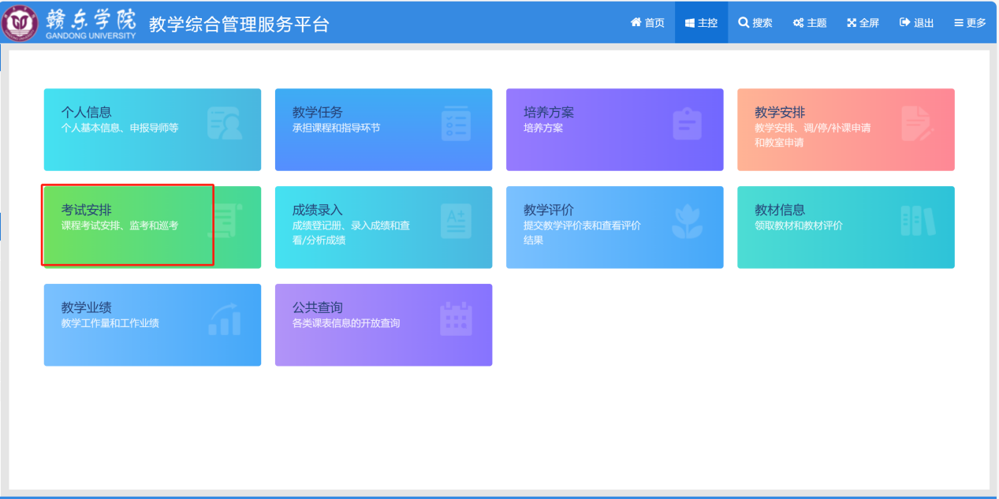 赣东学院
GANDONG UNIVERSITY
教学综合管理服务平台
首页
主控
搜索
主题
全屏
退出
更多
个人信息
个人基本信息、申报导师等
教学任务
承担课程和指导环节
培养方案
培养方案
教学安排
教学安排、调/停/补课申请
和教室申请
考试安排
课程考试安排、监考和巡考
成绩录入
成绩登记册、录入成绩和查
看/分析成绩
A+
教学评价
提交教学评价表和查看评价
结果
教材信息
领取教材和教材评价
教学业绩
教学工作量和工作业绩
公共查询
各类课表信息的开放查询